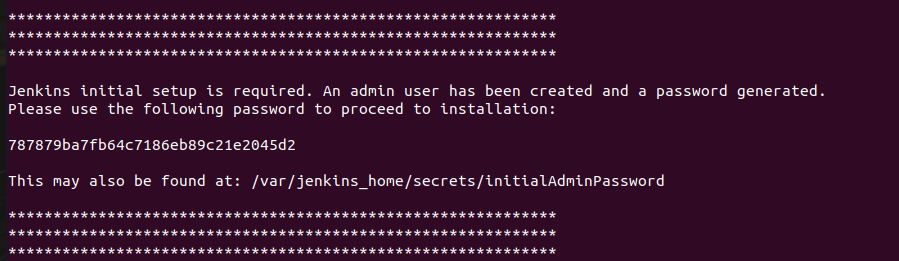 *************************************************************
*************************************************************
*************************************************************
Jenkins initial setup is required. An admin user has been created and a password generated.
Please use the following password to proceed to installation:
787879ba7fb64c7186eb89c21e2045d2
This may also be found at: /var/jenkins_home/secrets/initialAdminPassword
*************************************************************
*************************************************************
*************************************************************